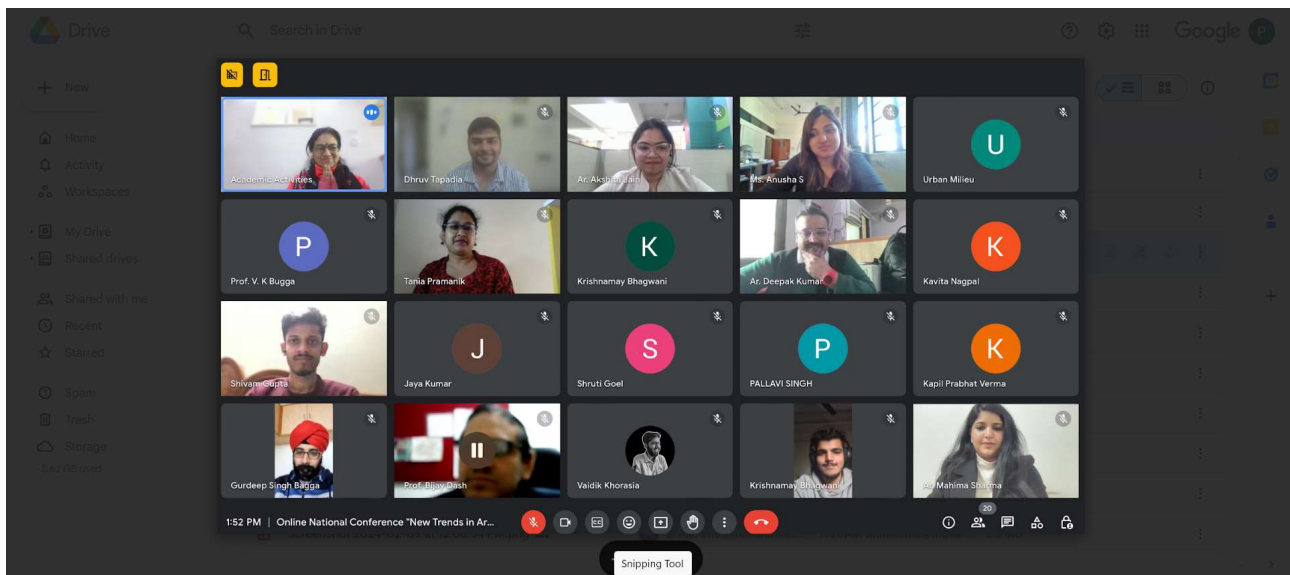 Drive
Search in Drive
Google
P
New
Home
Activity
Workspaces
My Drive
Shared drives
Shared with me
Recent
Starred
Spam
Trash
Storage
Academic Activities
Dhruv Tapadia
Ar. Akshita Jain
Ms. Anusha S
U
Urban Milieu
P
Prof. V. K Bugga
Tania Pramanik
K
Krishnamay Bhagwani
Ar. Deepak Kumar
K
Kavita Nagpal
Shivam Gupta
J
Jaya Kumar
S
Shruti Goel
P
PALLAVI SINGH
K
Kapil Prabhat Verma
Gurdeep Singh Bagga
Prof. Bijay Dash
Vaidik Khorasia
Krishnamay Bhagwani
Ar. Mahima Sharma
1:52 PM | Online National Conference "New Trends in Ar...
CC
20
Snipping Tool